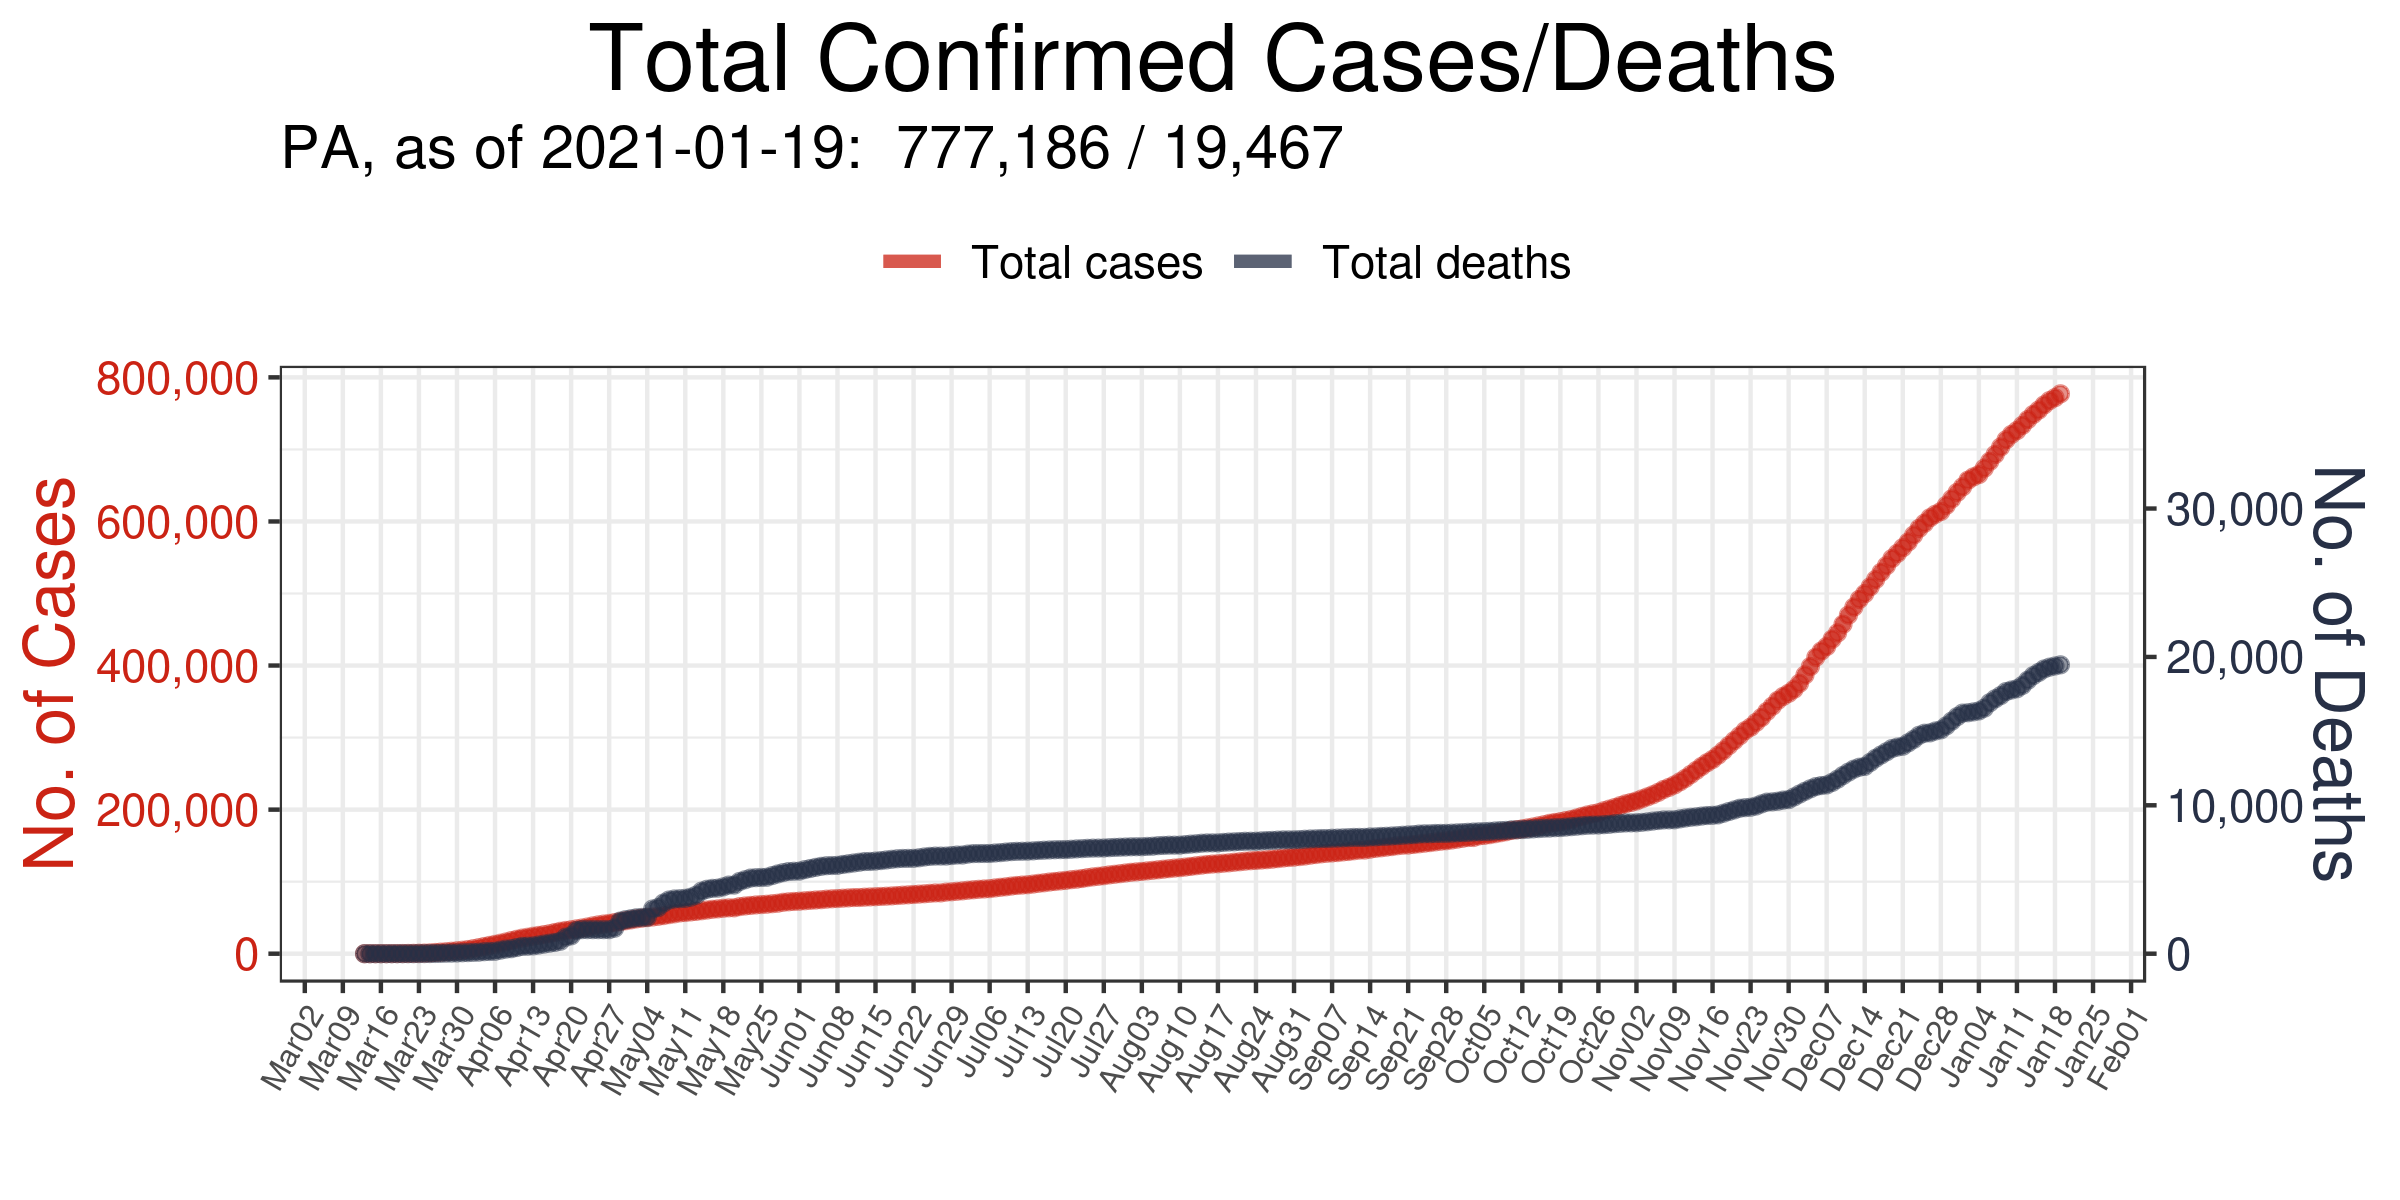 Total Confirmed Cases/Deaths
PA, as of 2021-01-19:  777,186 / 19,467
Total cases
Total deaths
No. of Cases
800,000
600,000
400,000
200,000
0
30,000
20,000
10,000
0
No. of Deaths
Mar02
Mar09
Mar16
Mar23
Mar30
Apr06
Apr13
Apr20
Apr27
May04
May11
May18
May25
Jun01
Jun08
Jun15
Jun22
Jun29
Jul06
Jul13
Jul20
Jul27
Aug03
Aug10
Aug17
Aug24
Aug31
Sep07
Sep14
Sep21
Sep28
Oct05
Oct12
Oct19
Oct26
Nov02
Nov09
Nov16
Nov23
Nov30
Dec07
Dec14
Dec21
Dec28
Jan04
Jan11
Jan18
Jan25
Feb01